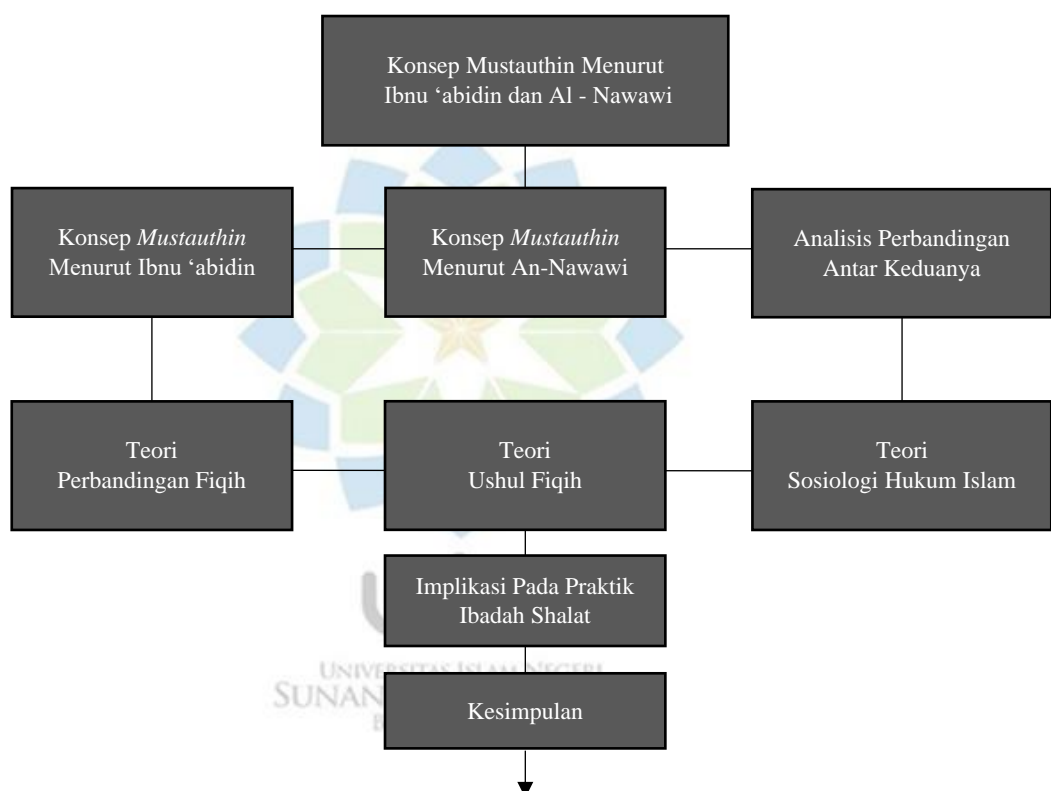 Konsep Mustauthin Menurut
Ibnu ‘abidin dan Al - Nawawi
Konsep Mustauthin
Menurut Ibnu ‘abidin
Konsep Mustauthin
Menurut An-Nawawi
Analisis Perbandingan
Antar Keduanya
Teori
Perbandingan Fiqih
Teori
Ushul Fiqih
Teori
Sosiologi Hukum Islam
Implikasi Pada Praktik
Ibadah Shalat
UNIVERSITAS ISLAM NEGERI
SUNAN
Kesimpulan